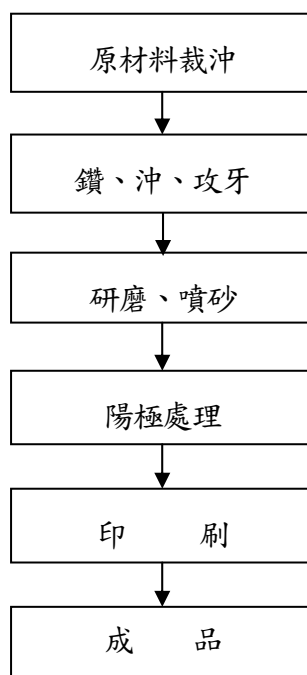 原材料裁沖
鑽、沖、攻牙
研磨、噴砂
陽極處理
印　　刷
成　　品